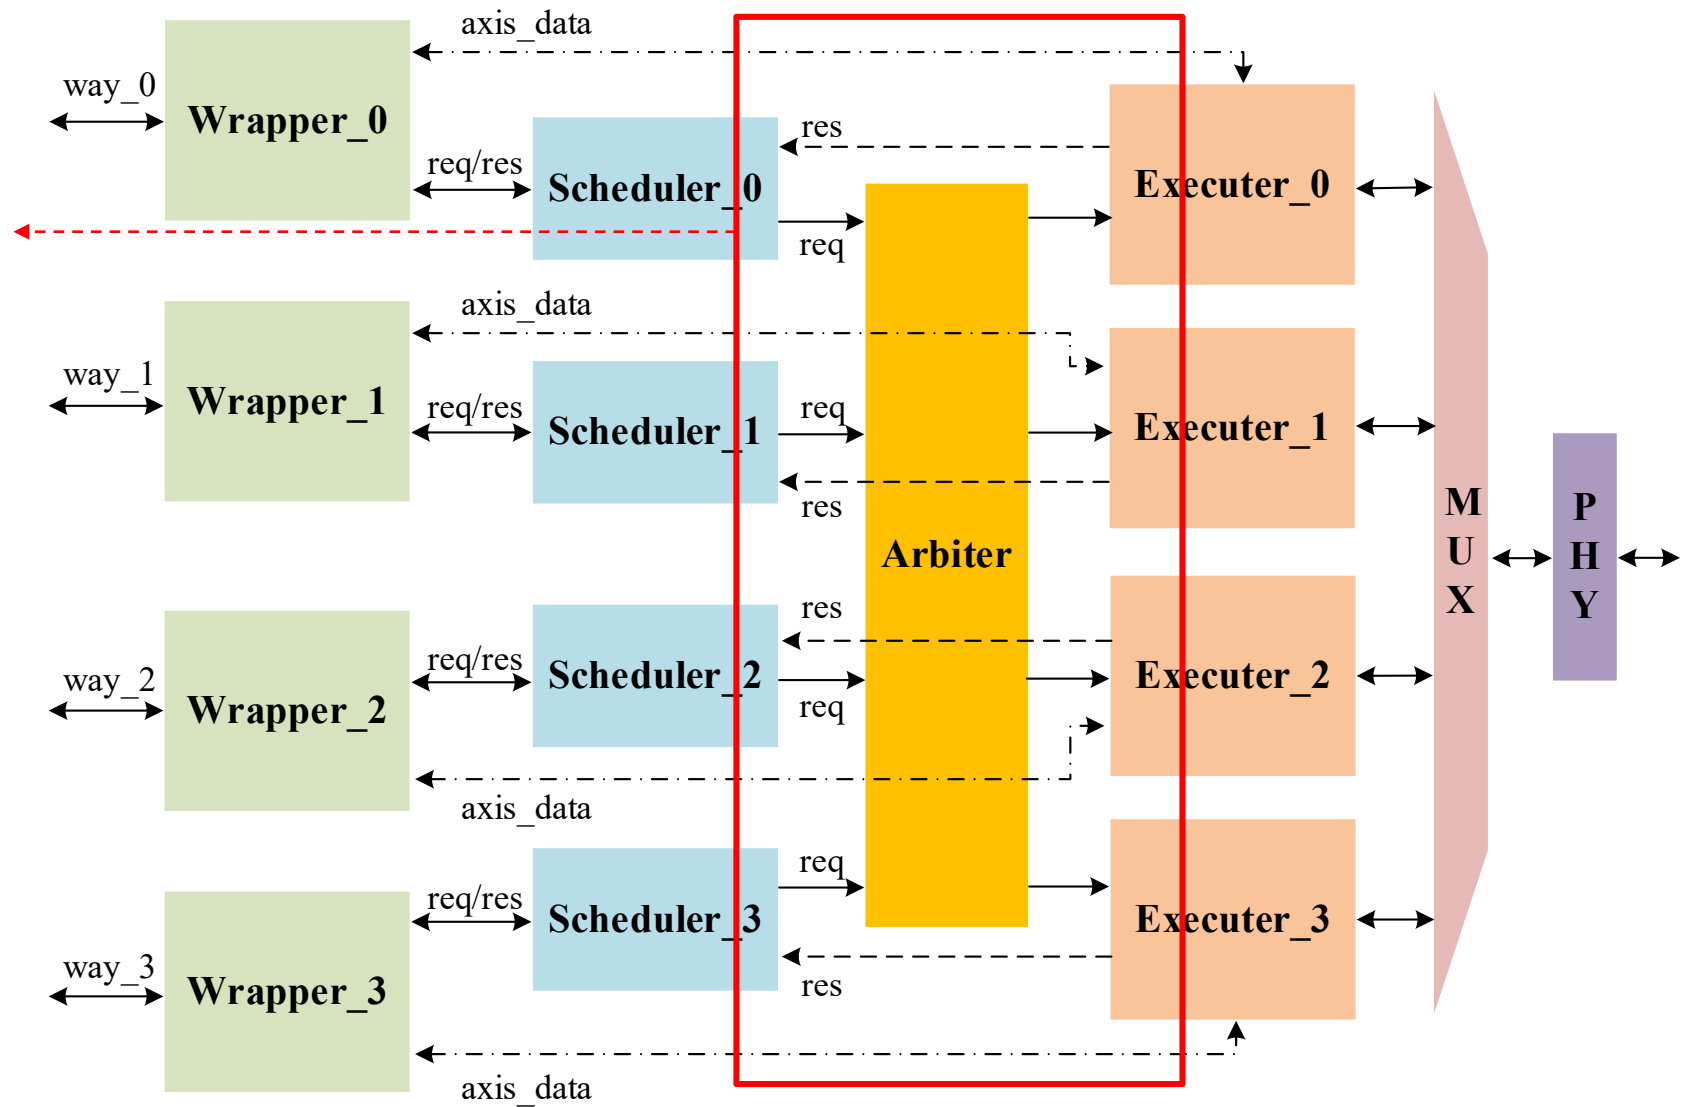 axis_data
way_0
Wrapper_0
req/res
Scheduler_0
res
req
Executer_0
axis_data
way_1
Wrapper_1
req/res
Scheduler_1
req
res
Executer_1
Arbiter
M
U
X
P
H
Y
way_2
Wrapper_2
req/res
Scheduler_2
res
req
Executer_2
axis_data
way_3
Wrapper_3
req/res
Scheduler_3
req
res
Executer_3
axis_data